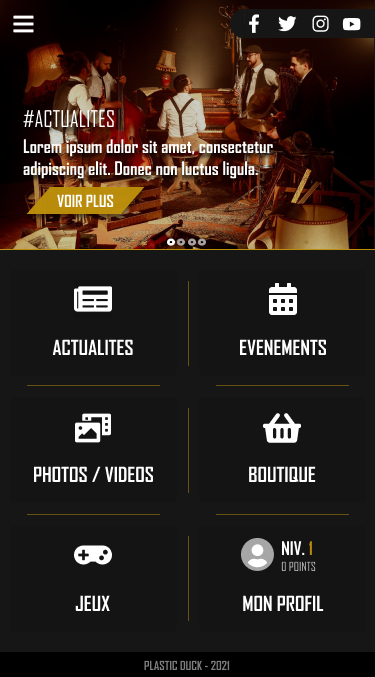 #ACTUALITES
Lorem ipsum dolor sit amet, consectetur
adipiscing elit. Donec non luctus ligula.
VOIR PLUS
ACTUALITES
EVENEMENTS
PHOTOS / VIDEOS
BOUTIQUE
JEUX
NIV. 1
0 POINTS
MON PROFIL
PLASTIC DUCK - 2021